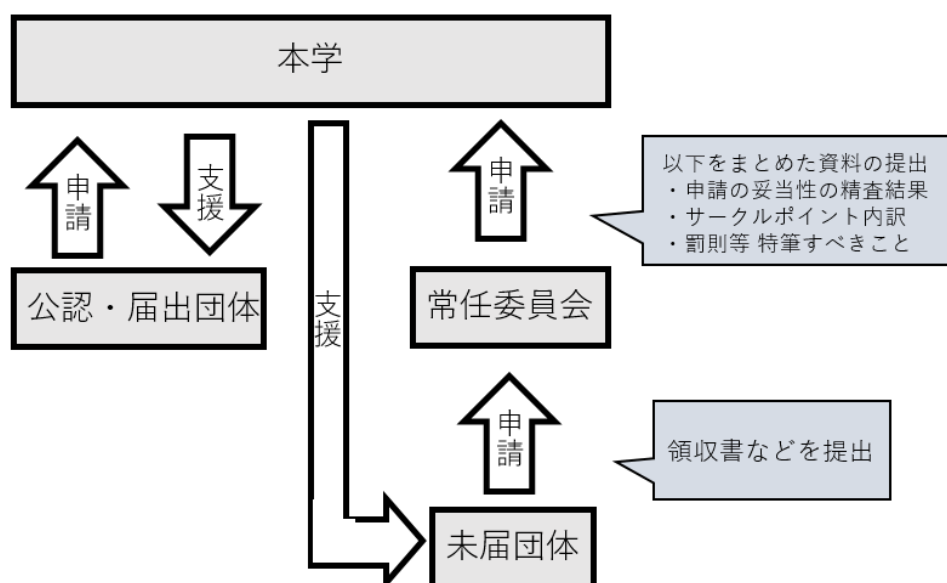 本学
申請
支援
申請
以下をまとめた資料の提出
・申請の妥当性の精査結果
・サークルポイント内訳
・罰則等 特筆すべきこと
公認・届出団体
支援
常任委員会
申請
領収書などを提出
未届団体